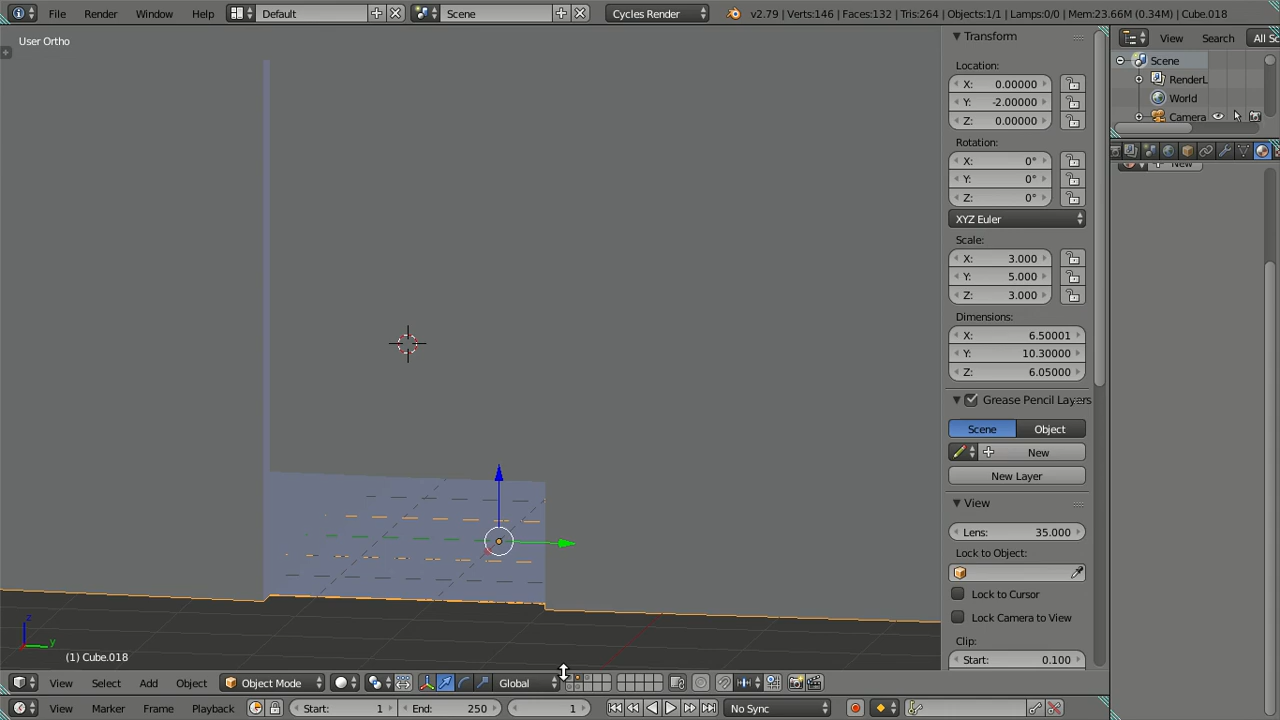 File Render Window Help Default Scene Cycles Render v2.79 | Verts:146 | Faces:132 | Tris:264 | Objects:1/1 | Lamps:0/0 | Mem:23.66M (0.34M) | Cube.018
User Ortho
Transform
Location:
X: 0.00000
Y: -2.00000
Z: 0.00000
Rotation:
X: 0°
Y: 0°
Z: 0°
XYZ Euler
Scale:
X: 3.000
Y: 5.000
Z: 3.000
Dimensions:
X: 6.50001
Y: 10.30000
Z: 6.05000
Grease Pencil Layers
Scene Object
New
New Layer
View
Lens: 35.000
Lock to Object:
Lock to Cursor
Lock Camera to View
Clip:
Start: 0.100
View Search All Sc
Scene
RenderL
World
Camera
New
z
y
(1) Cube.018
View Select Add Object Object Mode Global
View Marker Frame Playback Start: 1 End: 250 1 No Sync